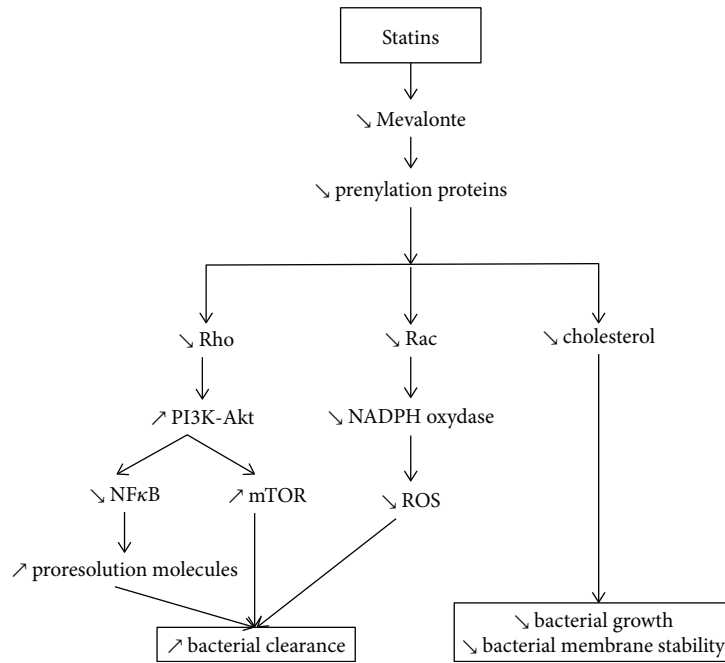 Statins
↘ Mevalonte
↘ prenylation proteins
↘ Rho
↘ Rac
↘ cholesterol
↗ PI3K-Akt
↘ NADPH oxydase
↘ NFκB
↗ mTOR
↘ ROS
↗ proresolution molecules
↗ bacterial clearance
↘ bacterial growth
↘ bacterial membrane stability